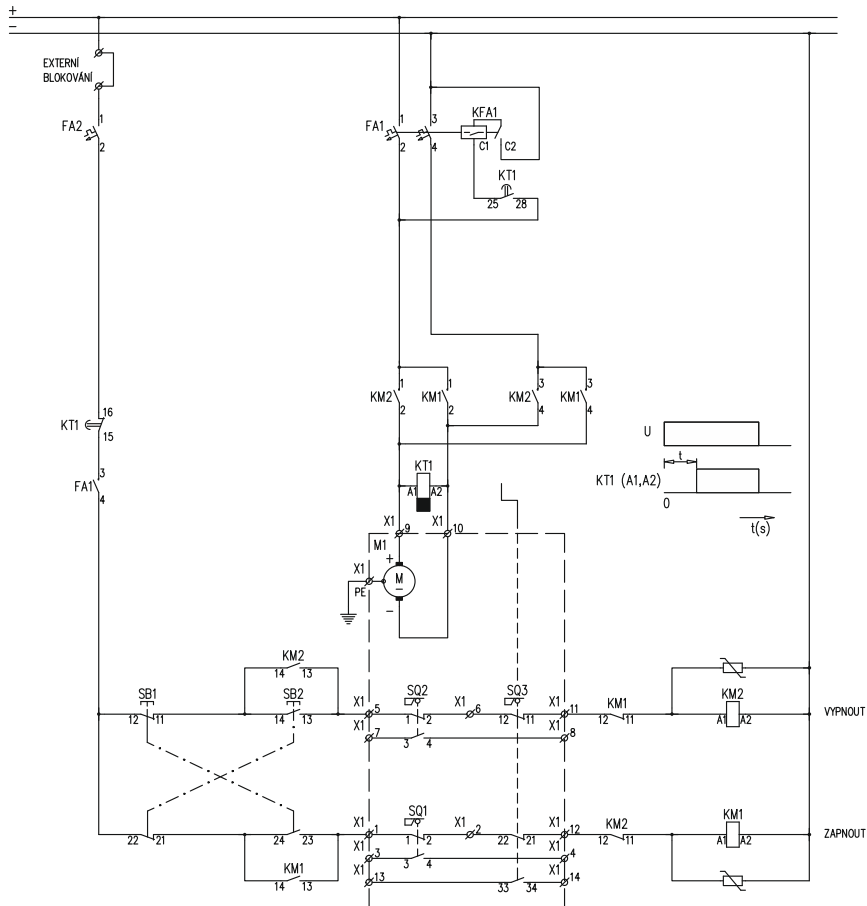 +
−
EXTERNÍ
BLOKOVÁNÍ
FA2
1
2
FA1
1
2
3
4
KFA1
C1
C2
KT1
25
28
KM2
1
2
KM1
1
2
KM2
3
4
KM1
3
4
KT1
16
15
FA1
3
4
KT1
A1
A2
U
t
KT1 (A1,A2)
0
t(s)
X1
9
X1
10
M1
+
M
−
−
X1
PE
KM2
14
13
SB1
12
11
SB2
14
13
X1
5
SQ2
1
2
X1
6
SQ3
12
11
X1
11
KM1
12
11
KM2
A1
A2
VYPNOUT
X1
7
3
4
X1
8
22
21
24
23
KM1
14
13
X1
1
SQ1
1
2
X1
2
22
21
X1
12
KM2
12
11
KM1
A1
A2
ZAPNOUT
X1
3
3
4
X1
4
X1
13
33
34
X1
14